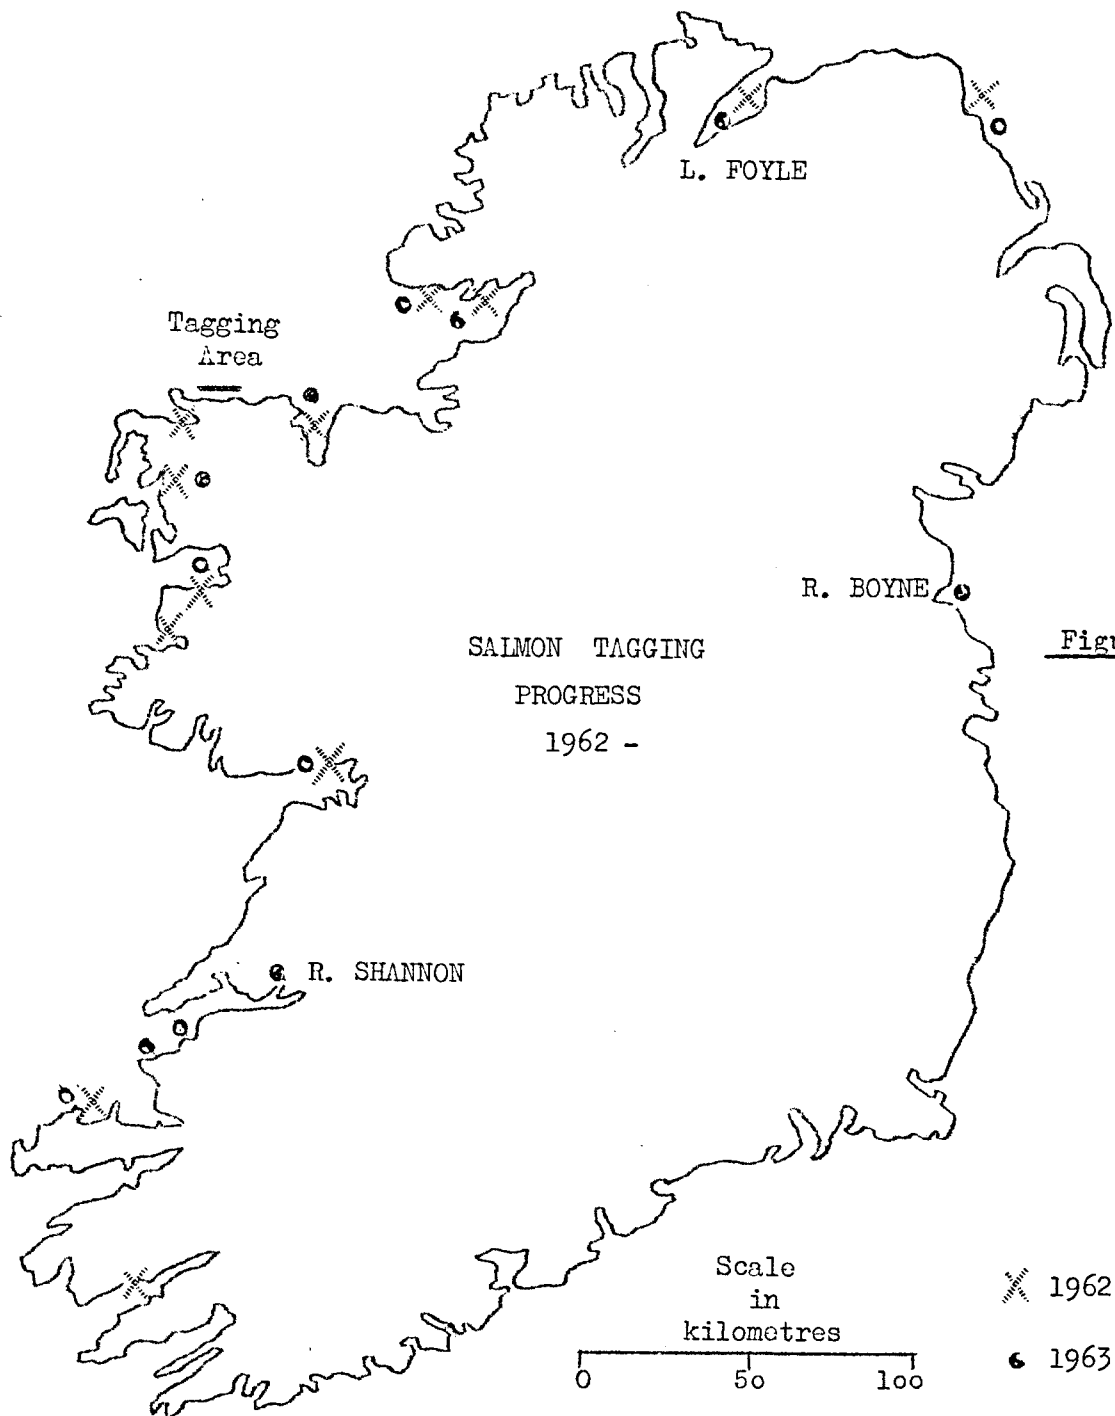 L. FOYLE
Tagging
Area
R. BOYNE
SALMON TAGGING
PROGRESS
1962 -
R. SHANNON
Scale
in
kilometres
0 50 100
1962
1963